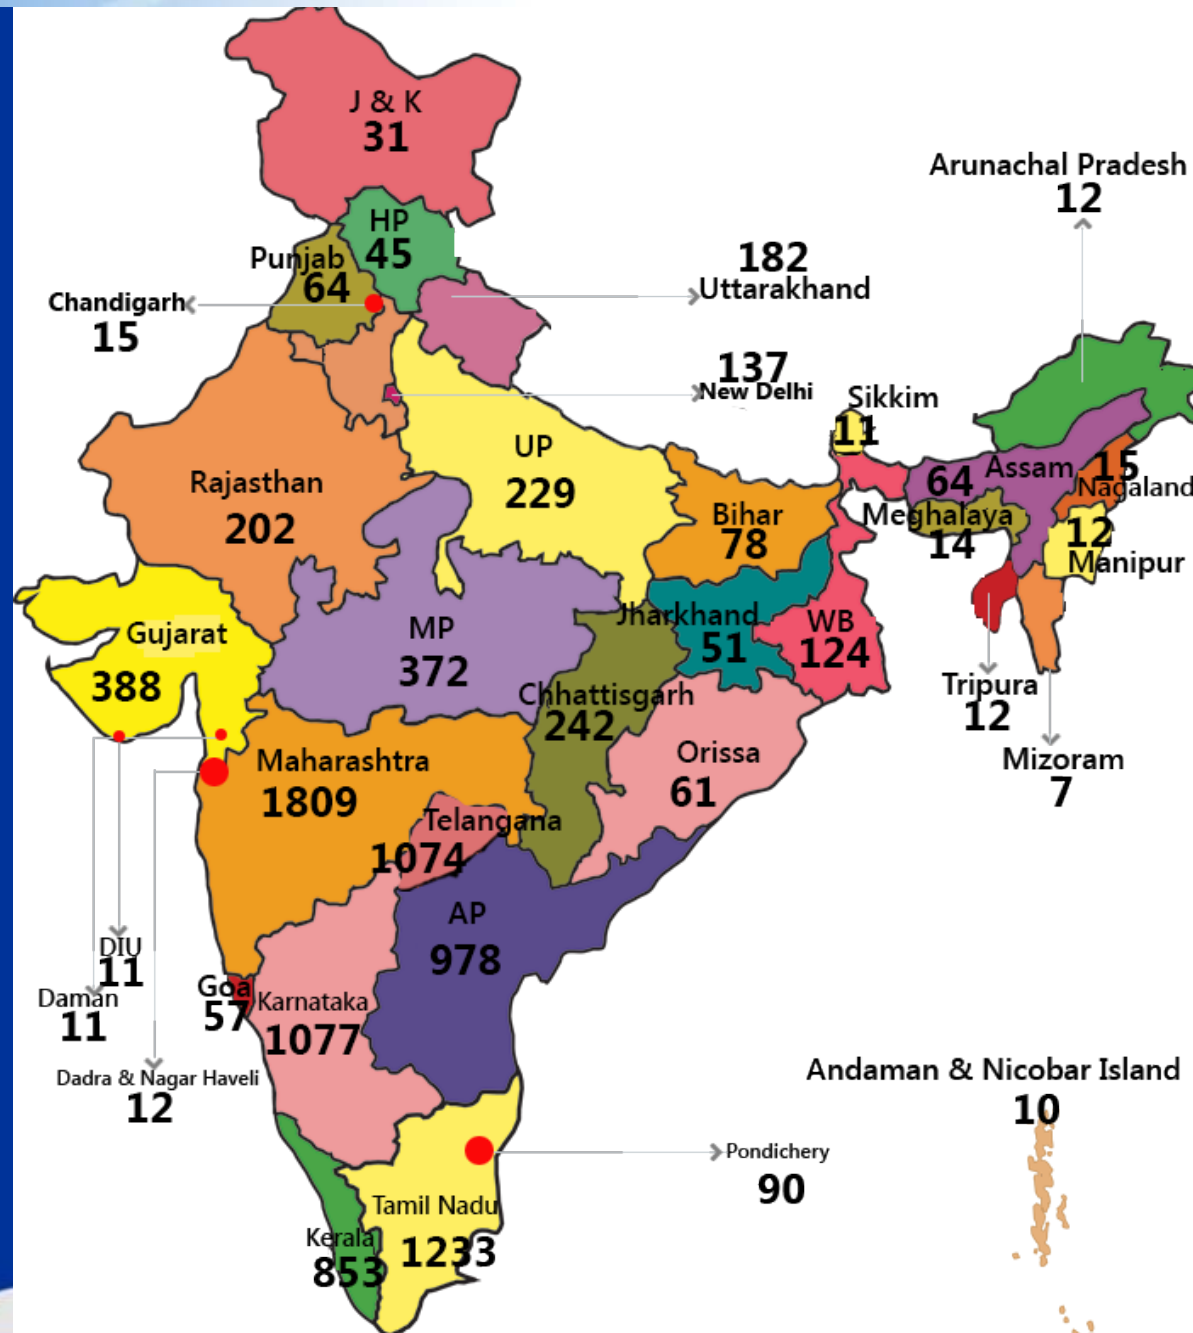 J & K
31
Arunachal Pradesh
12
HP
45
Punjab
64
182
Uttarakhand
Chandigarh
15
137
New Delhi
Sikkim
11
UP
229
Rajasthan
202
Bihar
78
64
Assam
15
Nagaland
Meghalaya
14
12
Manipur
Gujarat
388
MP
372
Jharkhand
51
WB
124
Chhattisgarh
242
Tripura
12
Mizoram
7
Maharashtra
1809
Orissa
61
Telangana
1074
AP
978
DIU
11
Daman
11
Goa
57
Karnataka
1077
Dadra & Nagar Haveli
12
Andaman & Nicobar Island
10
Pondichery
90
Tamil Nadu
1233
Kerala
853